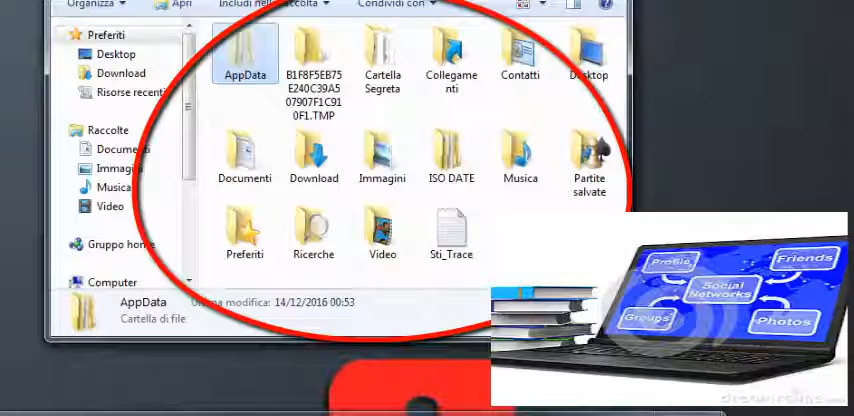 Organizza
Apri
Includi nella raccolta
Condividi con
Preferiti
Desktop
Download
Risorse recenti
Raccolte
Documenti
Immagini
Musica
Video
Gruppo home
Computer
AppData
B1F8F5EB75
E240C39A5
07907F1C91
0F1.TMP
Cartella
Segreta
Collegame
nti
Contatti
Desktop
Documenti
Download
Immagini
ISO DATE
Musica
Partite
salvate
Preferiti
Ricerche
Video
Sti_Trace
AppData
Ultima modifica: 14/12/2016 00:53
Cartella di file
Profile
Friends
Social
Networks
Groups
Photos
dreamstime